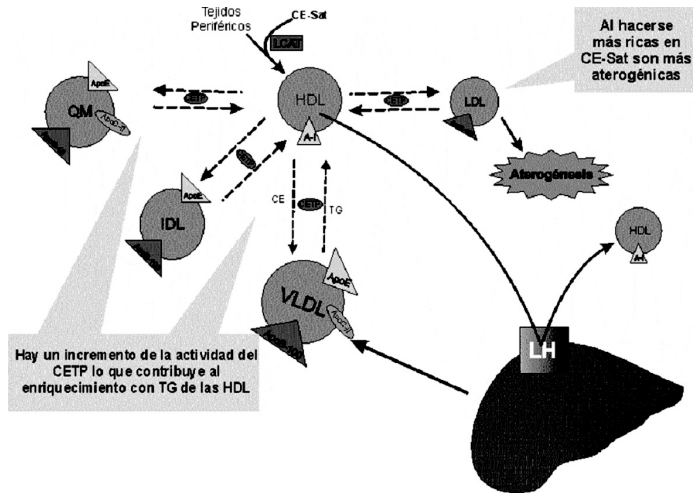 Tejidos
Periféricos
CE-Sat
LCAT
Al hacerse
más ricas en
CE-Sat son más
aterogénicas
ApoE
QM
CETP
HDL
A-I
CETP
LDL
Aterogénesis
ApoE
IDL
CE
CETP
TG
HDL
A-I
ApoE
VLDL
ApoB-100
Hay un incremento de la actividad del
CETP lo que contribuye al
enriquecimiento con TG de las HDL
LH